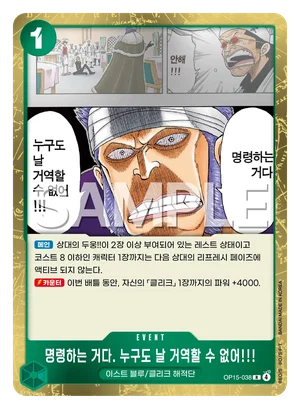 1
안해
!!!
누구도
날
거역할
수 없어
!!!
명령하는
거다.
SAMPLE
메인 상대의 두웅!!이 2장 이상 부여되어 있는 레스트 상태이고
코스트 8 이하인 캐릭터 1장까지는 다음 상대의 리프레시 페이즈에
액티브 되지 않는다.
카운터 이번 배틀 동안, 자신의 「클리크」 1장까지의 파워 +4000.
EVENT
명령하는 거다. 누구도 날 거역할 수 없어!!!
이스트 블루/클리크 해적단
OP15-038